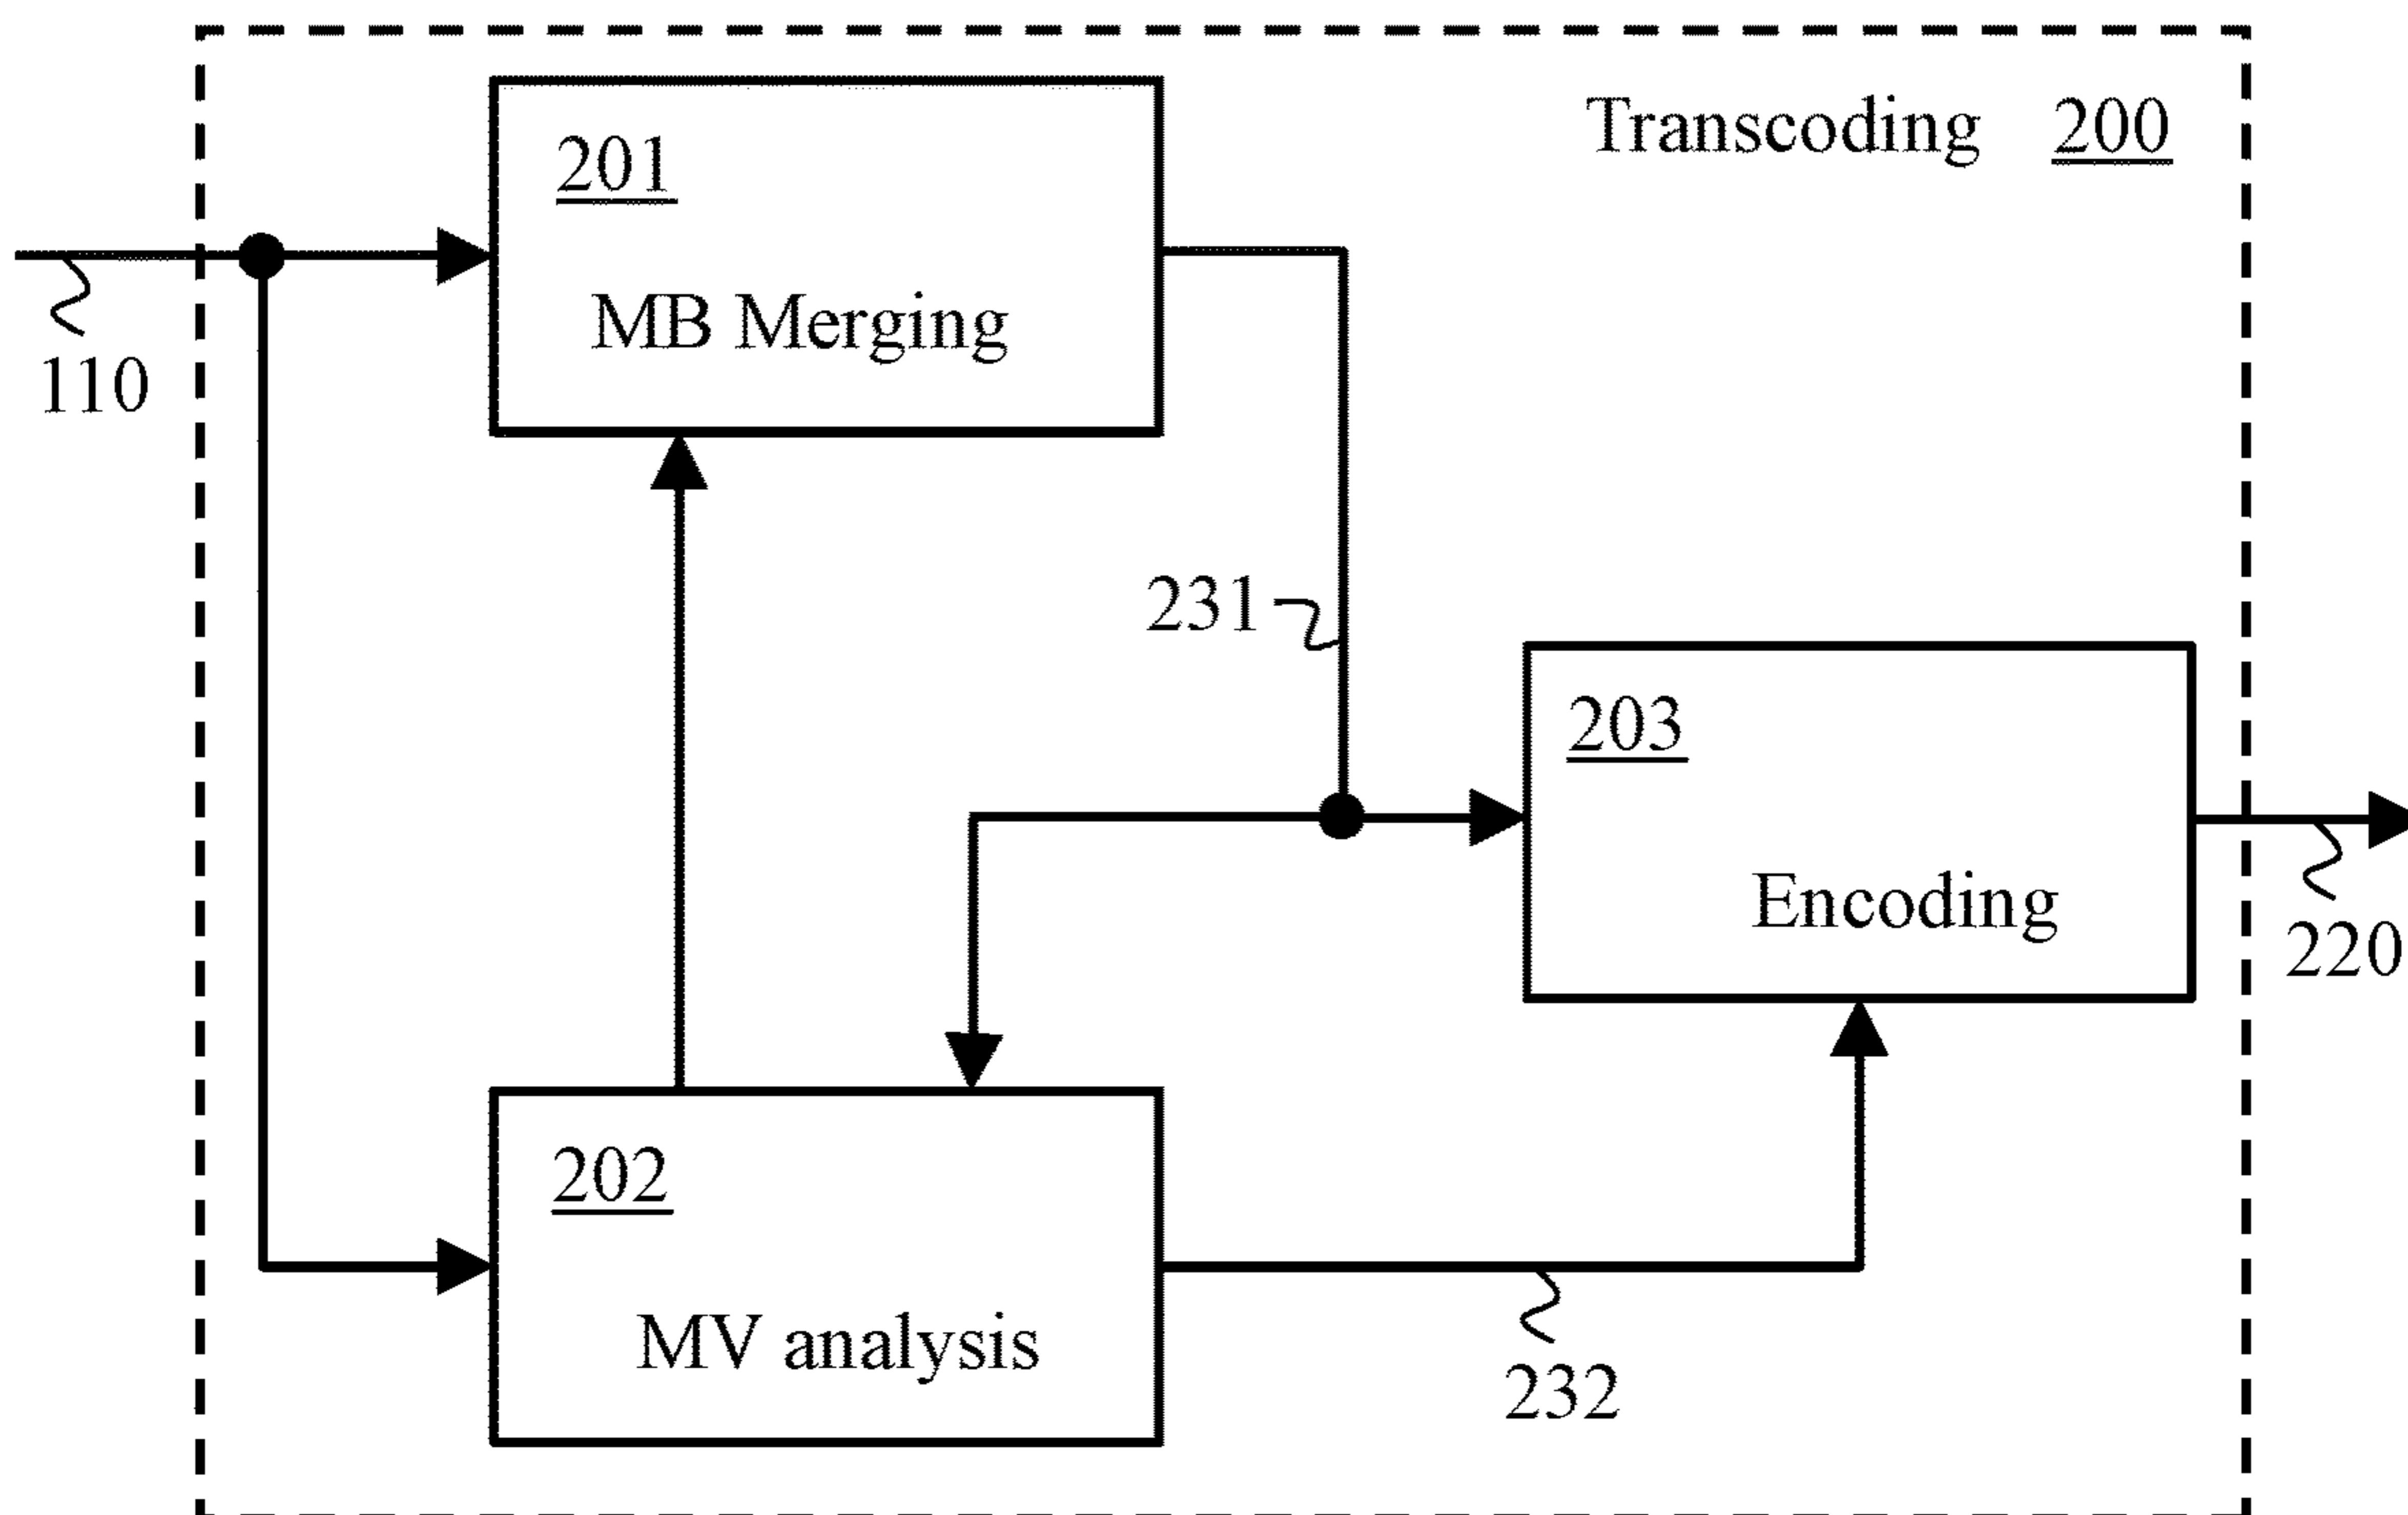 Transcoding 200
201
MB Merging
110
231
203
Encoding
220
202
MV analysis
232